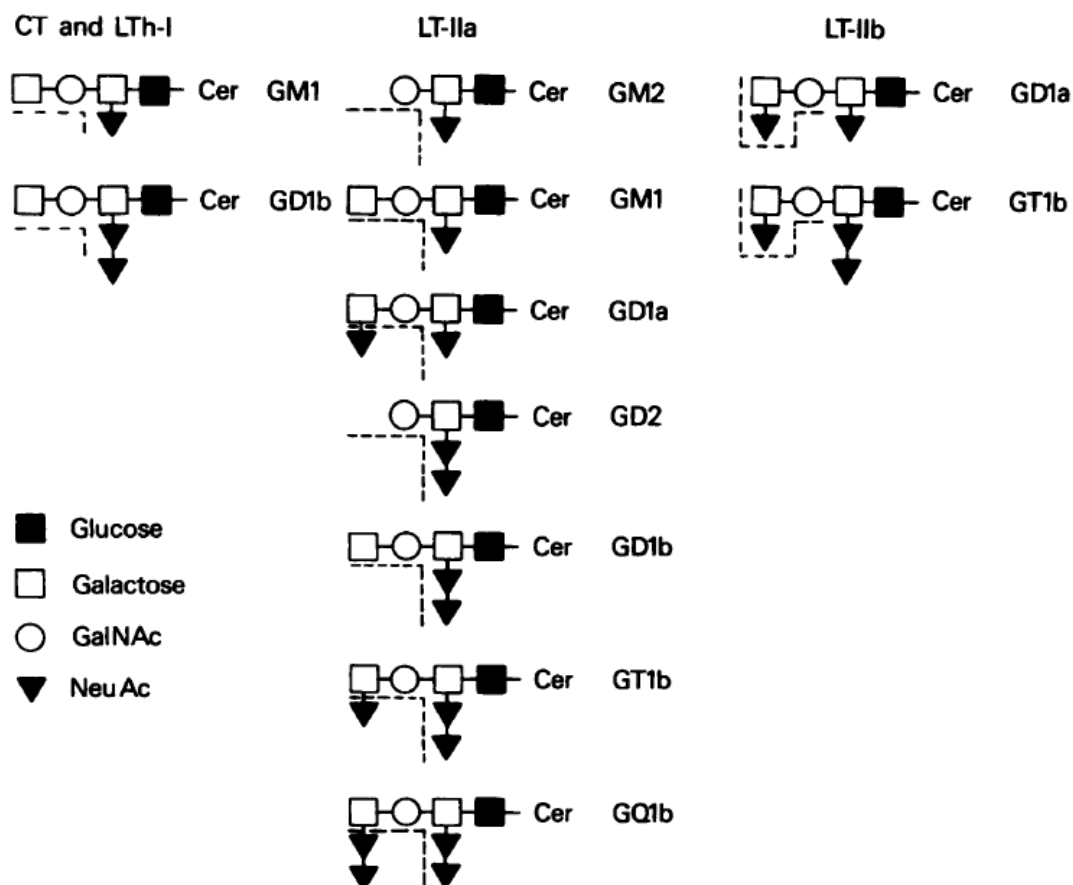 CT and LTh-I LT-IIa LT-IIb
Cer GM1 Cer GM2 Cer GD1a
Cer GD1b Cer GM1 Cer GT1b
Cer GD1a
Cer GD2
Glucose
Cer GD1b
Galactose
GalNAc
Cer GT1b
NeuAc
Cer GQ1b